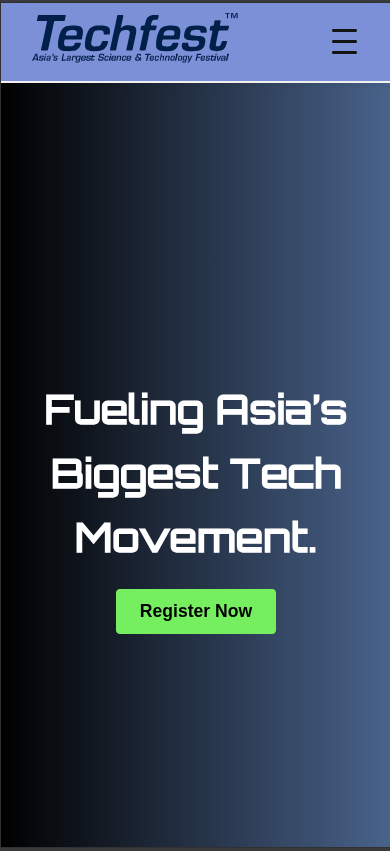 Techfest™
Asia's Largest Science & Technology Festival
Fueling Asia's
Biggest Tech
Movement.
Register Now